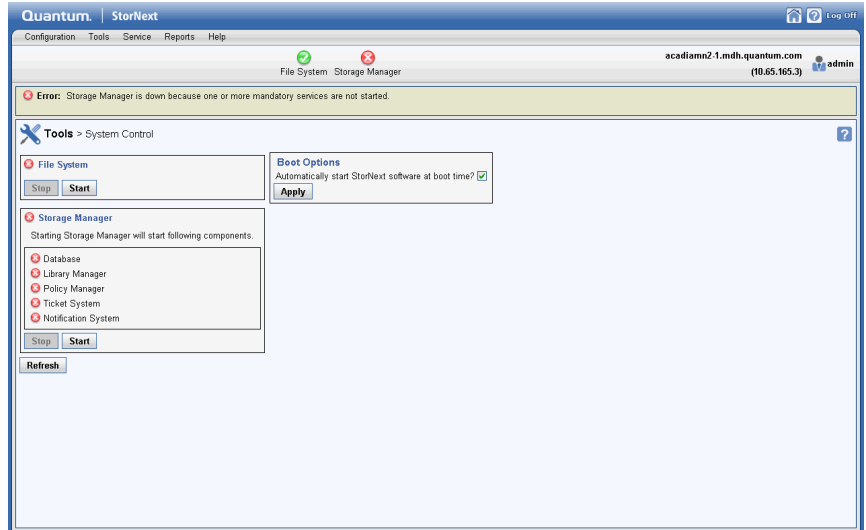 Quantum. StorNext
Log Off
Configuration Tools Service Reports Help
File System Storage Manager
acadiamn2-1.mdh.quantum.com
(10.65.165.3)
admin
Error: Storage Manager is down because one or more mandatory services are not started.
Tools > System Control
File System
Stop Start
Boot Options
Automatically start StorNext software at boot time?
Apply
Storage Manager
Starting Storage Manager will start following components.
Database
Library Manager
Policy Manager
Ticket System
Notification System
Stop Start
Refresh